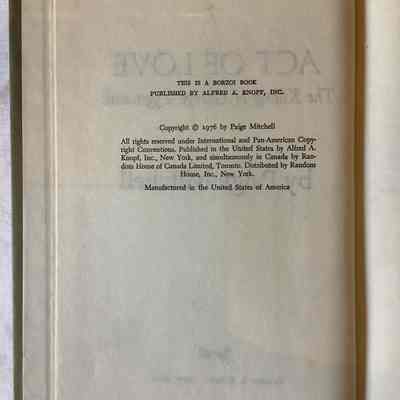 THIS IS A BORZOI BOOK
PUBLISHED BY ALFRED A. KNOPF, INC.
Copyright © 1976 by Paige Mitchell
All rights reserved under International and Pan-American Copy-
right Conventions. Published in the United States by Alfred A.
Knopf, Inc., New York, and simultaneously in Canada by Ran-
dom House of Canada Limited, Toronto. Distributed by Random
House, Inc., New York.
Manufactured in the United States of America
ACT OF LOVE